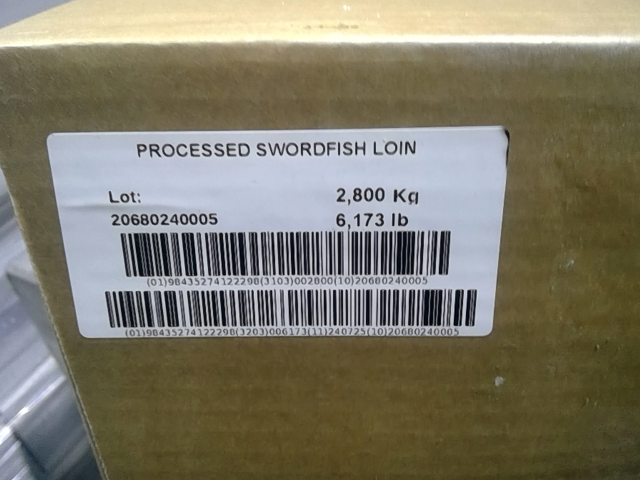 PROCESSED SWORDFISH LOIN
Lot: 2,800 Kg
20680240005 6,173 lb
(01)98435274122298(3103)002800(10)20680240005
(01)98435274122298(3203)006173(11)240725(10)20680240005